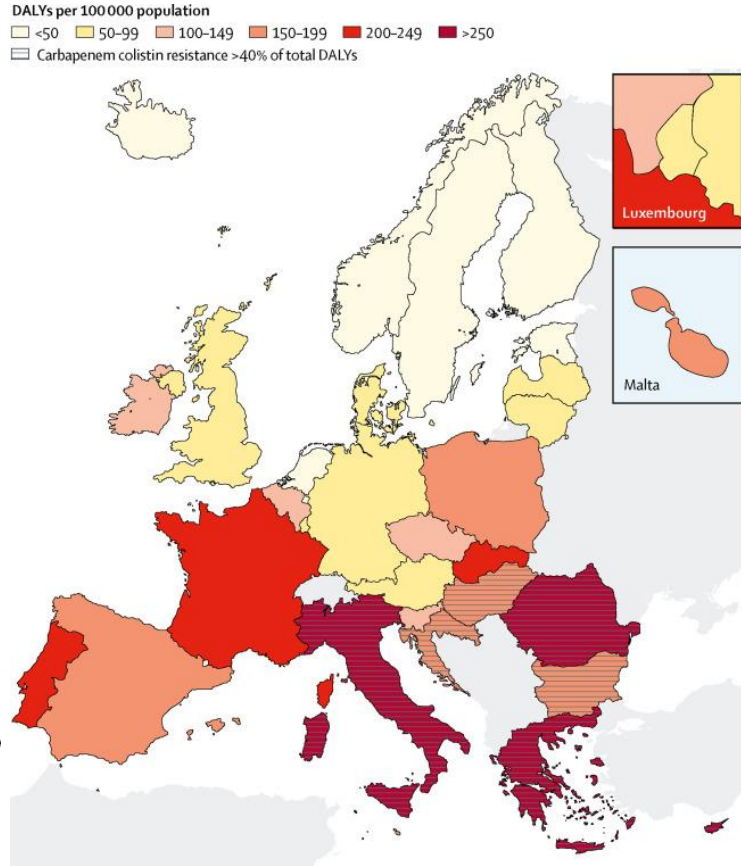 DALYs per 100 000 population
<50 50–99 100–149 150–199 200–249 >250
Carbapenem colistin resistance >40% of total DALYs
Luxembourg
Malta